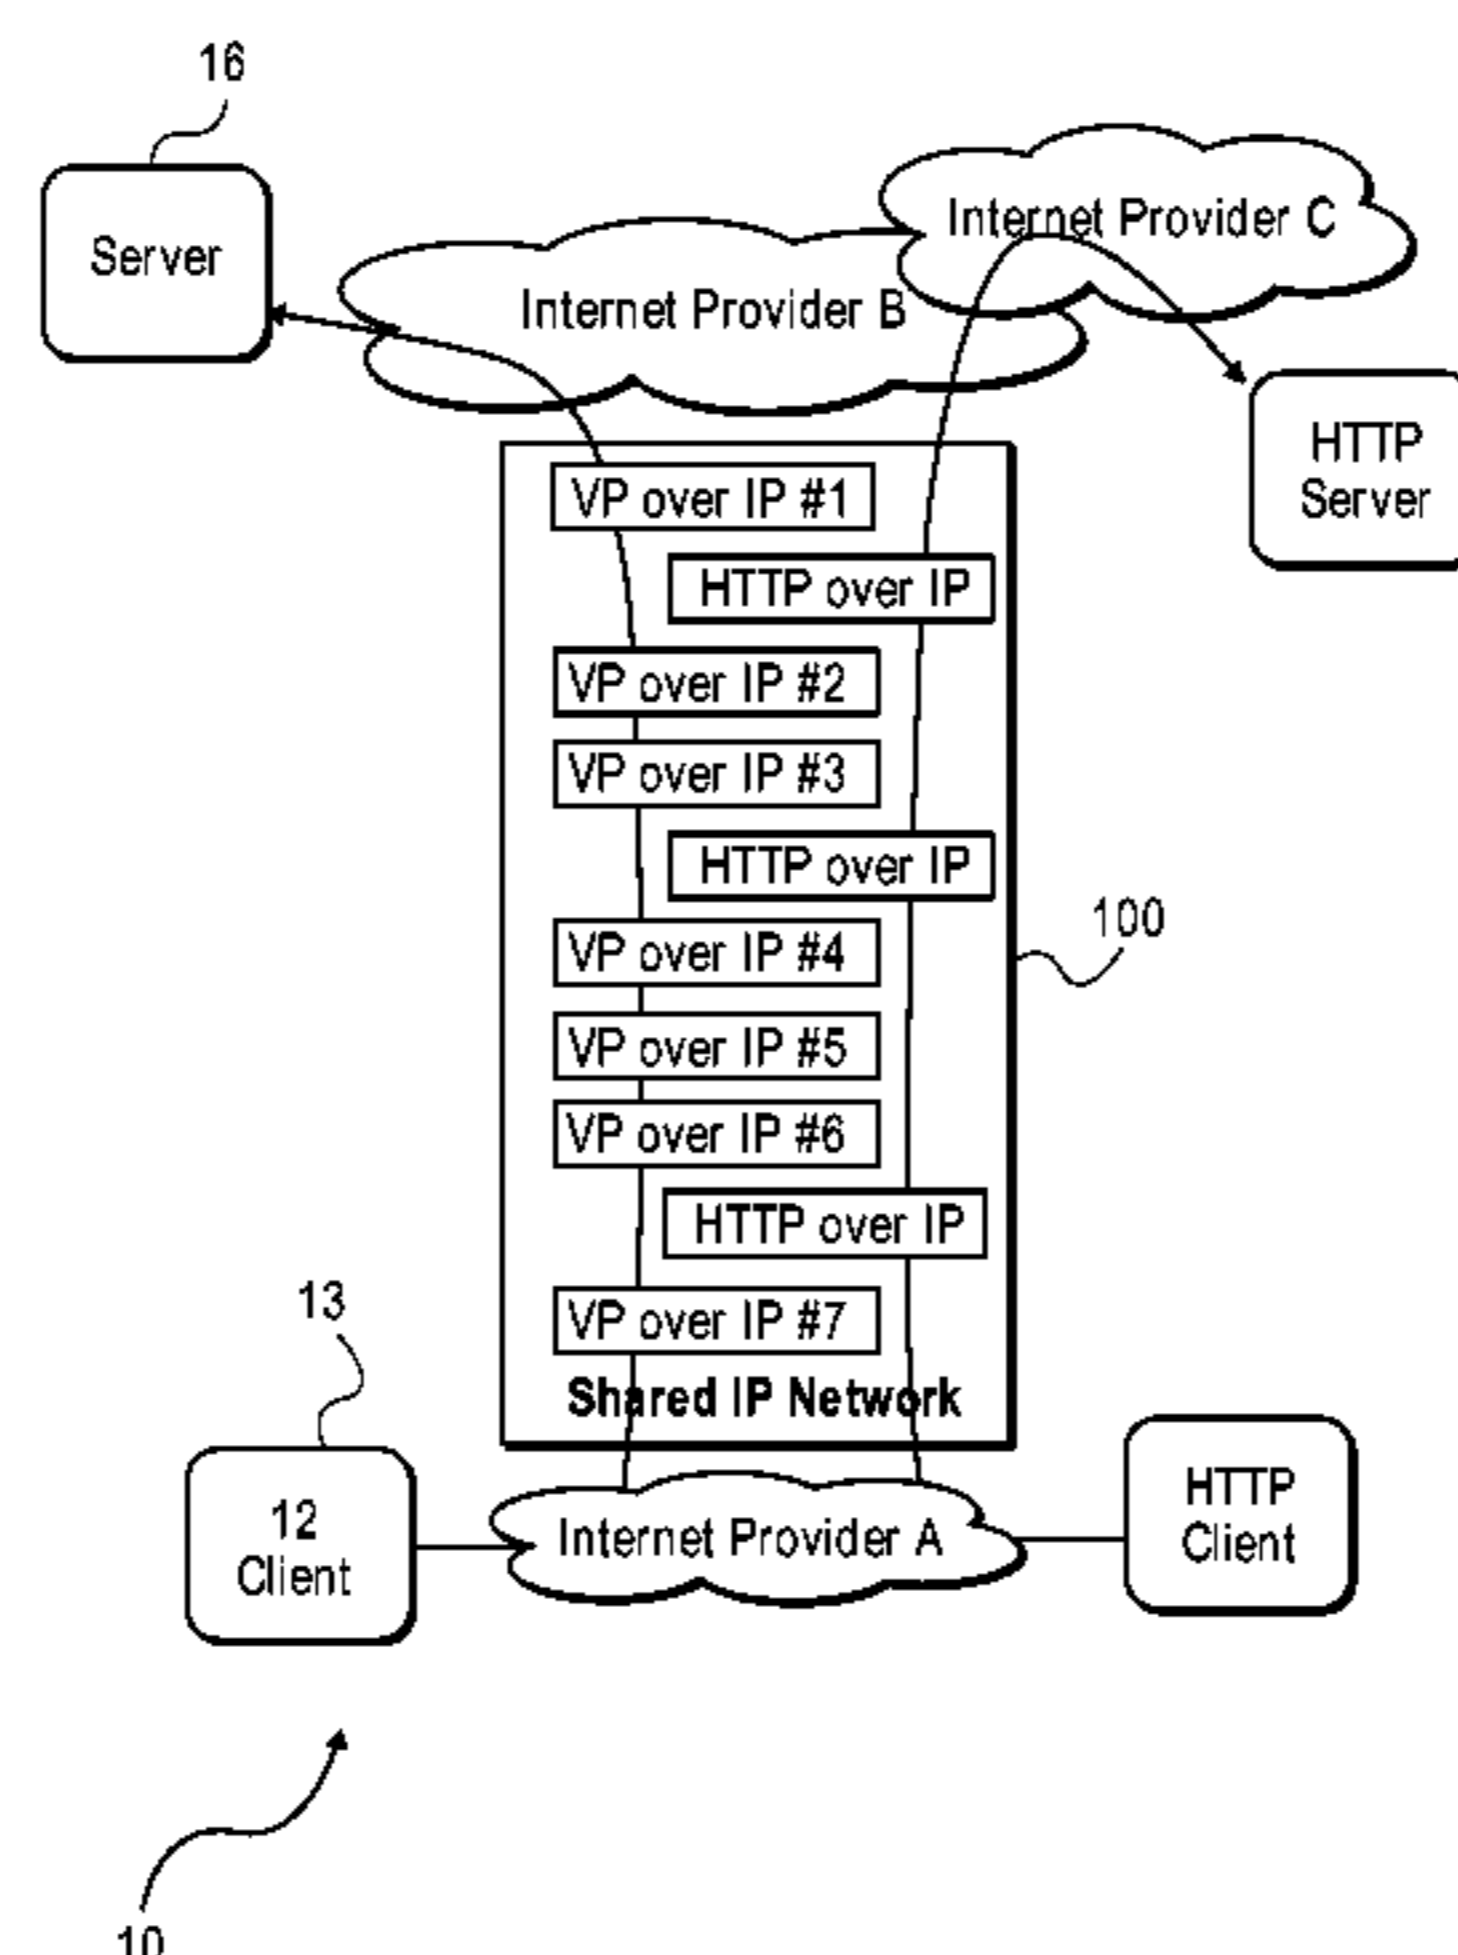 16
Server
Internet Provider C
Internet Provider B
HTTP
Server
VP over IP #1
HTTP over IP
VP over IP #2
VP over IP #3
HTTP over IP
100
VP over IP #4
VP over IP #5
VP over IP #6
HTTP over IP
13
VP over IP #7
Shared IP Network
12
Client
Internet Provider A
HTTP
Client
10